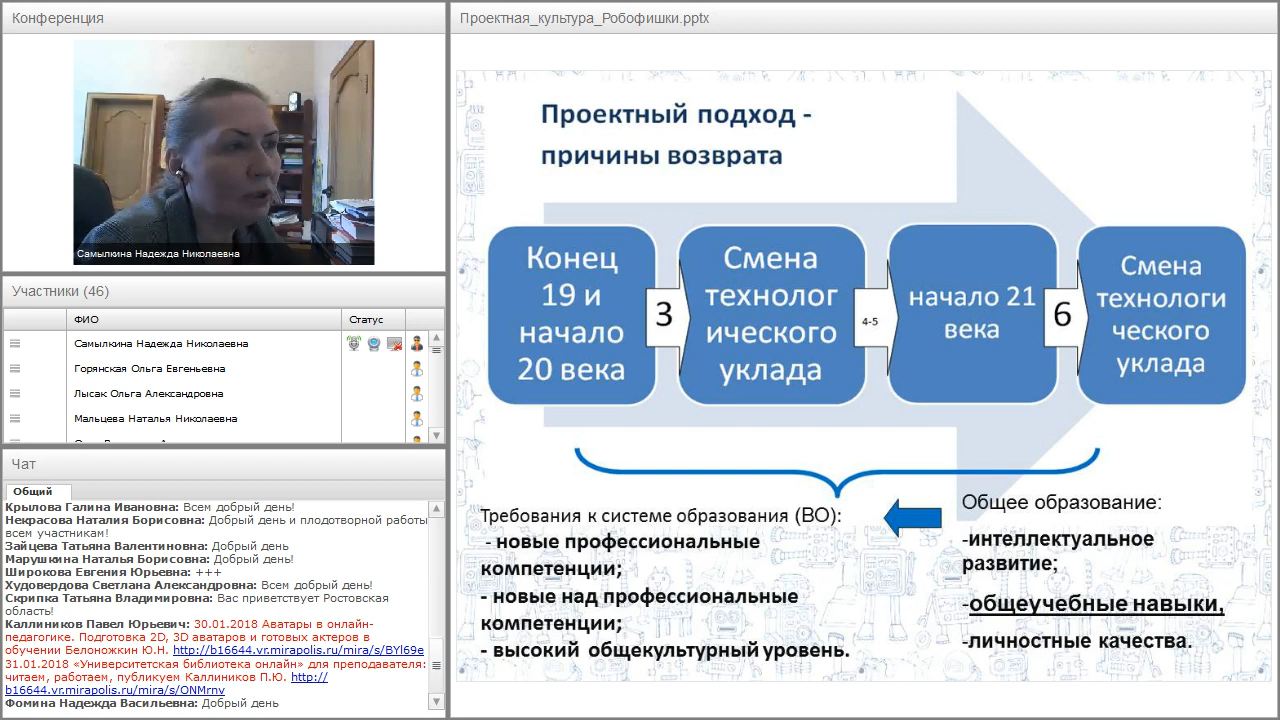 Конференция
Самылкина Надежда Николаевна
Участники (46)
ФИО
Статус
Самылкина Надежда Николаевна
Горянская Ольга Евгеньевна
Лысак Ольга Александровна
Мальцева Наталья Николаевна
Чат
Общий
Крылова Галина Ивановна: Всем добрый день!
Некрасова Наталия Борисовна: Добрый день и плодотворной работы
всем участникам!
Зайцева Татьяна Валентиновна: Добрый день
Марушкина Наталья Борисовна: Добрый день!
Широкова Евгения Юрьевна: +++
Худовердова Светлана Александровна: Всем добрый день!
Скрипка Татьяна Владимировна: Вас приветствует Ростовская
область!
Каллиников Павел Юрьевич: 30.01.2018 Аватары в онлайн-
педагогике. Подготовка 2D, 3D аватаров и готовых актеров в
обучении Белоножкин Ю.Н. http://b16644.vr.mirapolis.ru/mira/s/BYl69e
31.01.2018 «Университетская библиотека онлайн» для преподавателя:
читаем, работаем, публикуем Каллиников П.Ю. http://
b16644.vr.mirapolis.ru/mira/s/ONMrnv
Фомина Надежда Васильевна: Добрый день
Проектная_культура_Робофишки.pptx
Проектный подход -
причины возврата
Конец
19 и
начало
20 века
3
Смена
технолог
ического
уклада
4-5
начало 21
века
6
Смена
технологи
ческого
уклада
Требования к системе образования (ВО):
- новые профессиональные
компетенции;
- новые над профессиональные
компетенции;
- высокий общекультурный уровень.
Общее образование:
-интеллектуальное
развитие;
-общеучебные навыки,
-личностные качества.